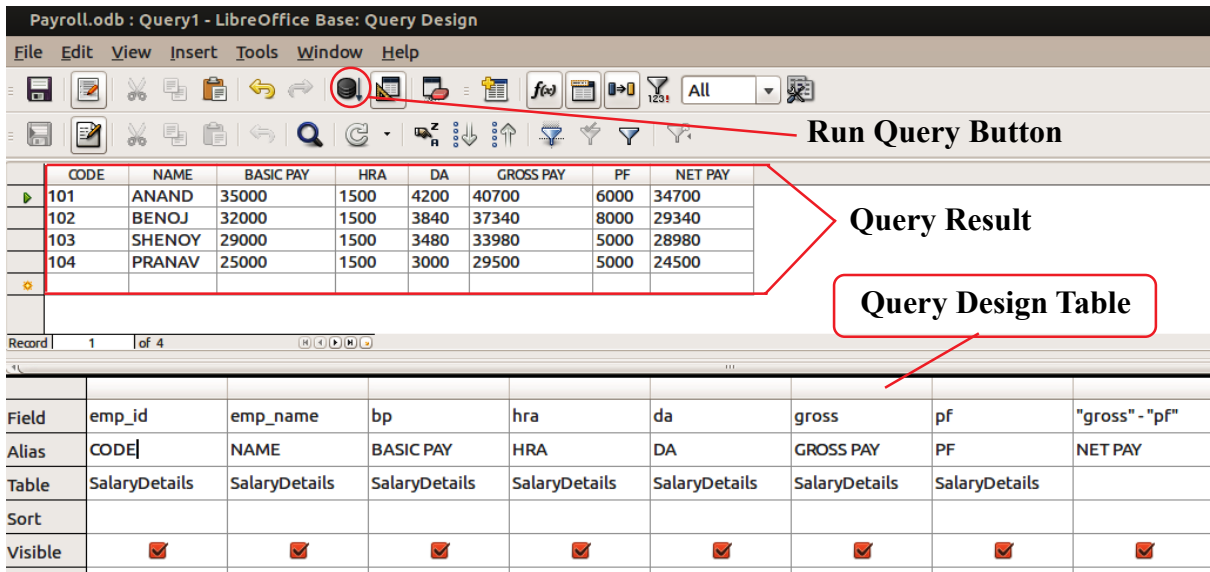 Payroll.odb : Query1 - LibreOffice Base: Query Design
File Edit View Insert Tools Window Help
f(x) 123! All
Z A
Run Query Button
CODE NAME BASIC PAY HRA DA GROSS PAY PF NET PAY
101 ANAND 35000 1500 4200 40700 6000 34700
102 BENOJ 32000 1500 3840 37340 8000 29340
103 SHENOY 29000 1500 3480 33980 5000 28980
104 PRANAV 25000 1500 3000 29500 5000 24500
Query Result
Query Design Table
Record 1 of 4
Field emp_id emp_name bp hra da gross pf "gross" - "pf"
Alias CODE NAME BASIC PAY HRA DA GROSS PAY PF NET PAY
Table SalaryDetails SalaryDetails SalaryDetails SalaryDetails SalaryDetails SalaryDetails SalaryDetails
Sort
Visible